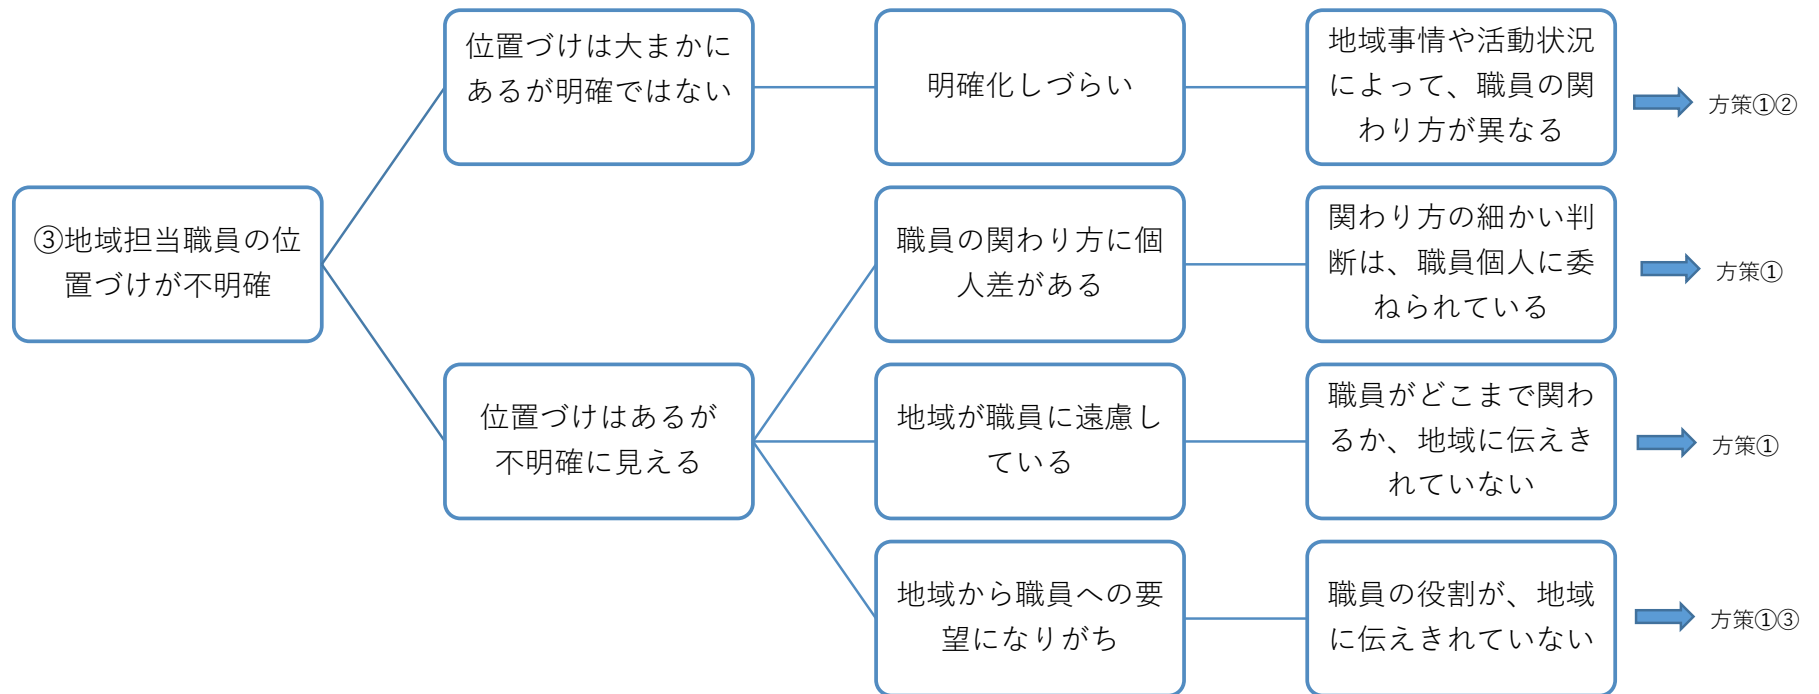 ③地域担当職員の位
置づけが不明確
位置づけは大まかに
あるが明確ではない
明確化しづらい
地域事情や活動状況
によって、職員の関
わり方が異なる
方策①②
位置づけはあるが
不明確に見える
職員の関わり方に個
人差がある
関わり方の細かい判
断は、職員個人に委
ねられている
方策①
地域が職員に遠慮し
ている
職員がどこまで関わ
るか、地域に伝えき
れていない
方策①
地域から職員への要
望になりがち
職員の役割が、地域
に伝えきれていない
方策①③